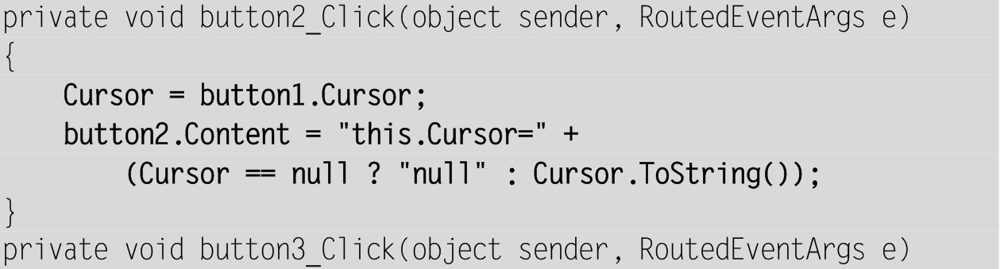 private void button2_Click(object sender, RoutedEventArgs e)
{
    Cursor = button1.Cursor;
    button2.Content = "this.Cursor=" +
        (Cursor == null ? "null" : Cursor.ToString());
}
private void button3_Click(object sender, RoutedEventArgs e)